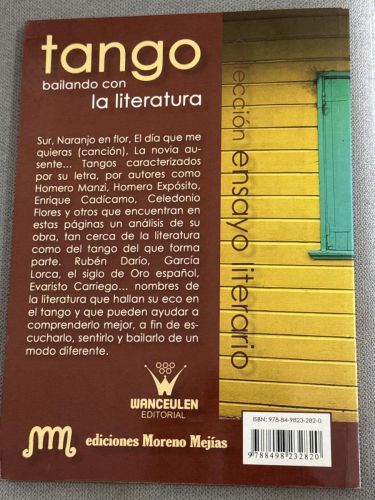 tango
bailando con
la literatura
Sur, Naranjo en flor, El día que me
quieras (canción), La novia au-
sente... Tangos caracterizados
por su letra, por autores como
Homero Manzi, Homero Expósito,
Enrique Cadícamo, Celedonio
Flores y otros que encuentran en
estas páginas un análisis de su
obra, tan cerca de la literatura
como del tango del que forma
parte. Rubén Darío, García
Lorca, el siglo de Oro español,
Evaristo Carriego... nombres de
la literatura que hallan su eco en
el tango y que pueden ayudar a
comprenderlo mejor, a fin de es-
cucharlo, sentirlo y bailarlo de un
modo diferente.
colección ensayo literario
WANCEULEN
EDITORIAL
ediciones Moreno Mejías
ISBN: 978-84-9823-282-0
9 788498 232820